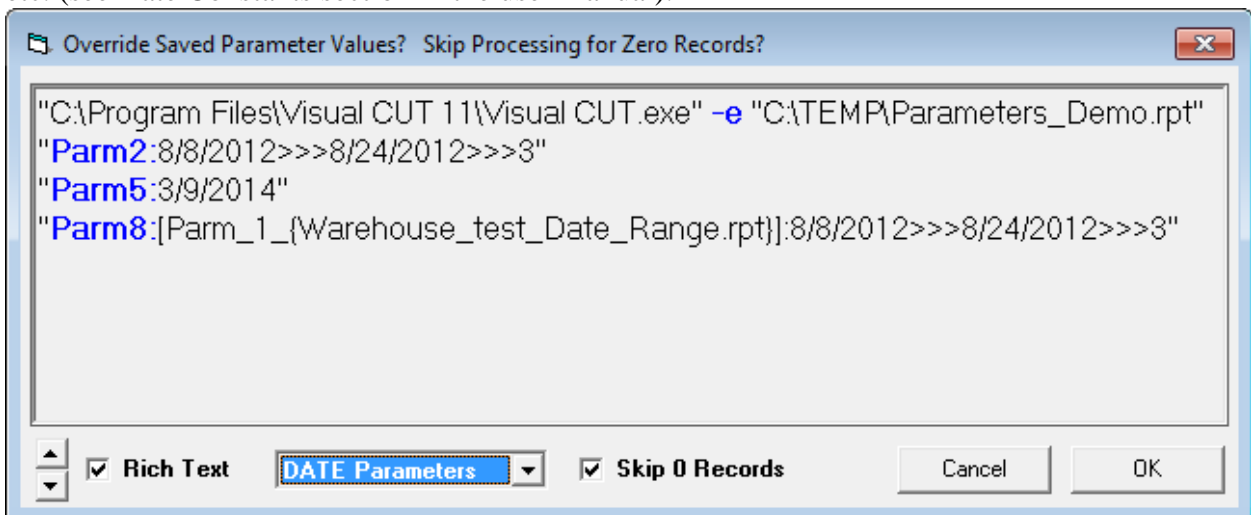 Override Saved Parameter Values?   Skip Processing for Zero Records?
"C:\Program Files\Visual CUT 11\Visual CUT.exe" -e "C:\TEMP\Parameters_Demo.rpt"
"Parm2:8/8/2012>>>8/24/2012>>>3"
"Parm5:3/9/2014"
"Parm8:[Parm_1_{Warehouse_test_Date_Range.rpt}]:8/8/2012>>>8/24/2012>>>3"
Rich Text DATE Parameters Skip 0 Records Cancel OK